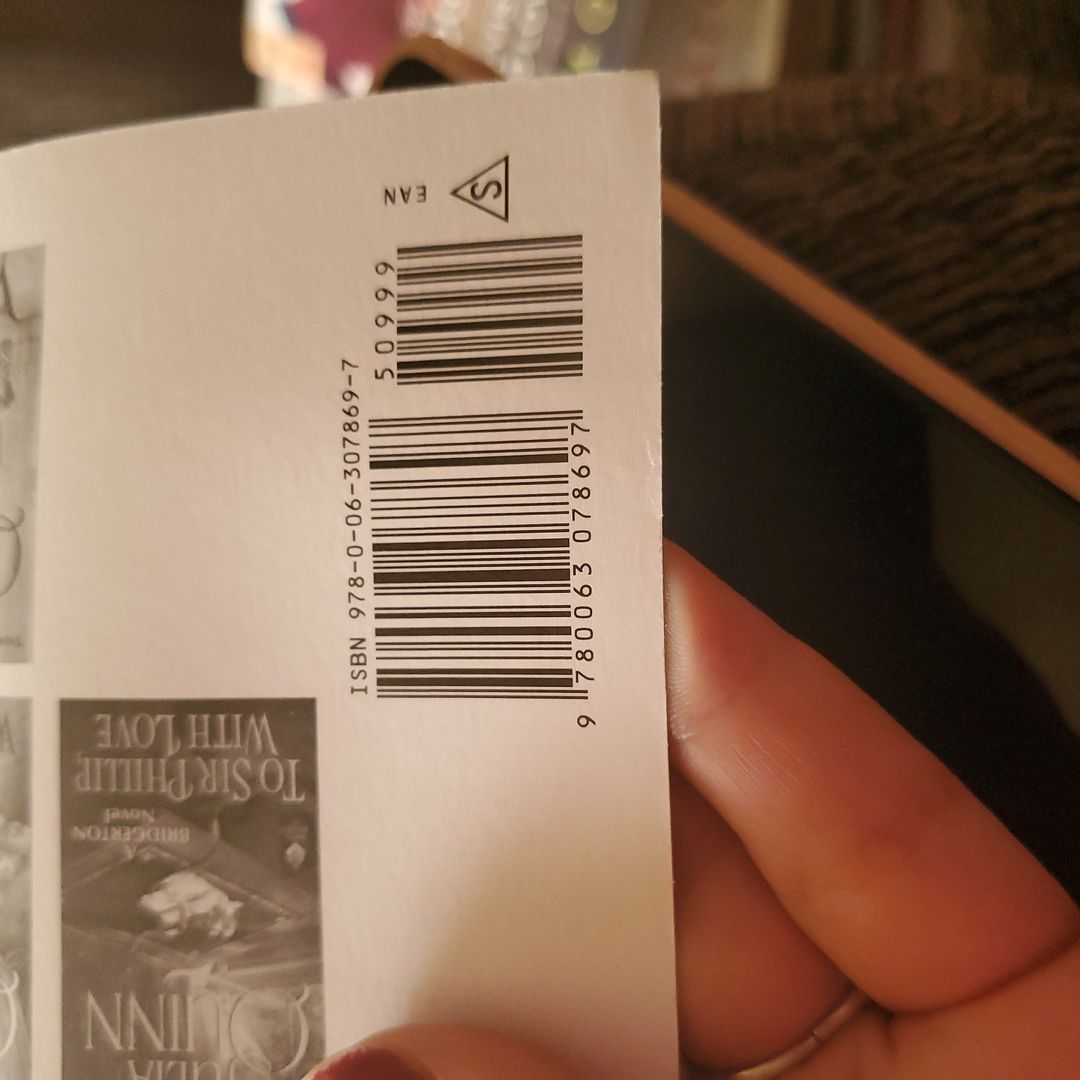 EAN
S
50999
ISBN 978-0-06-307869-7
9 780063 078697
TO SIR PHILLIP,
WITH LOVE
A
BRIDGERTON
Novel
JULIA
QUINN